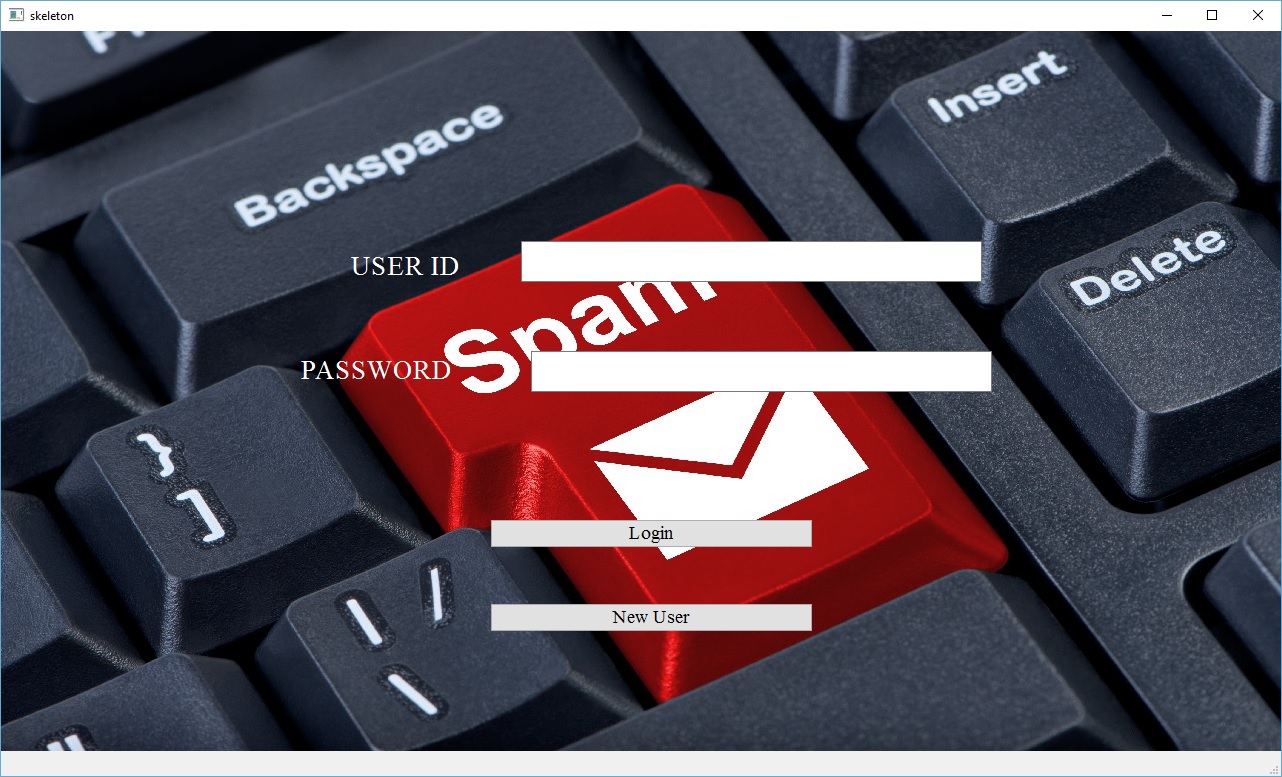 skeleton
Insert
Backspace
Delete
USER ID
Spam
PASSWORD
}
]
Login
|
/
\
New User
"